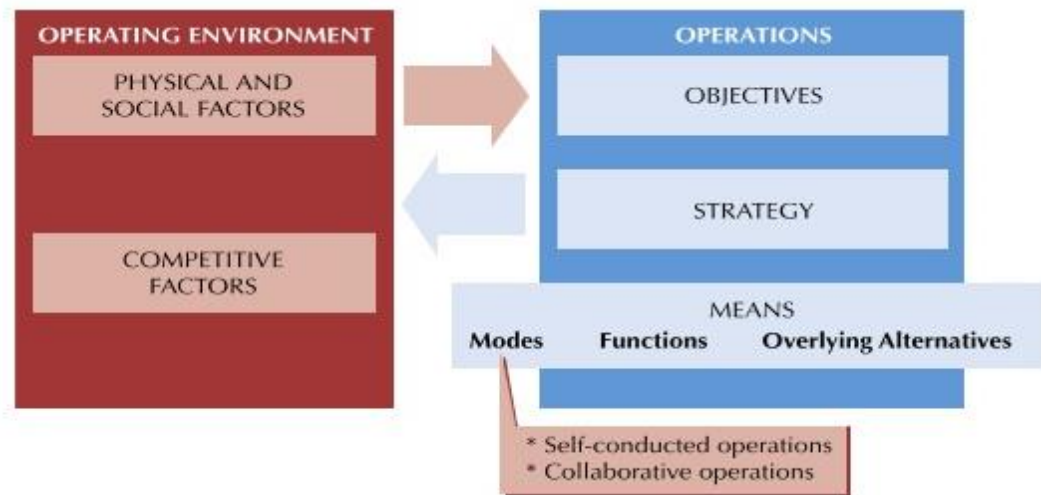 OPERATING ENVIRONMENT
PHYSICAL AND
SOCIAL FACTORS
COMPETITIVE
FACTORS
OPERATIONS
OBJECTIVES
STRATEGY
MEANS
Modes Functions Overlying Alternatives
* Self-conducted operations
* Collaborative operations